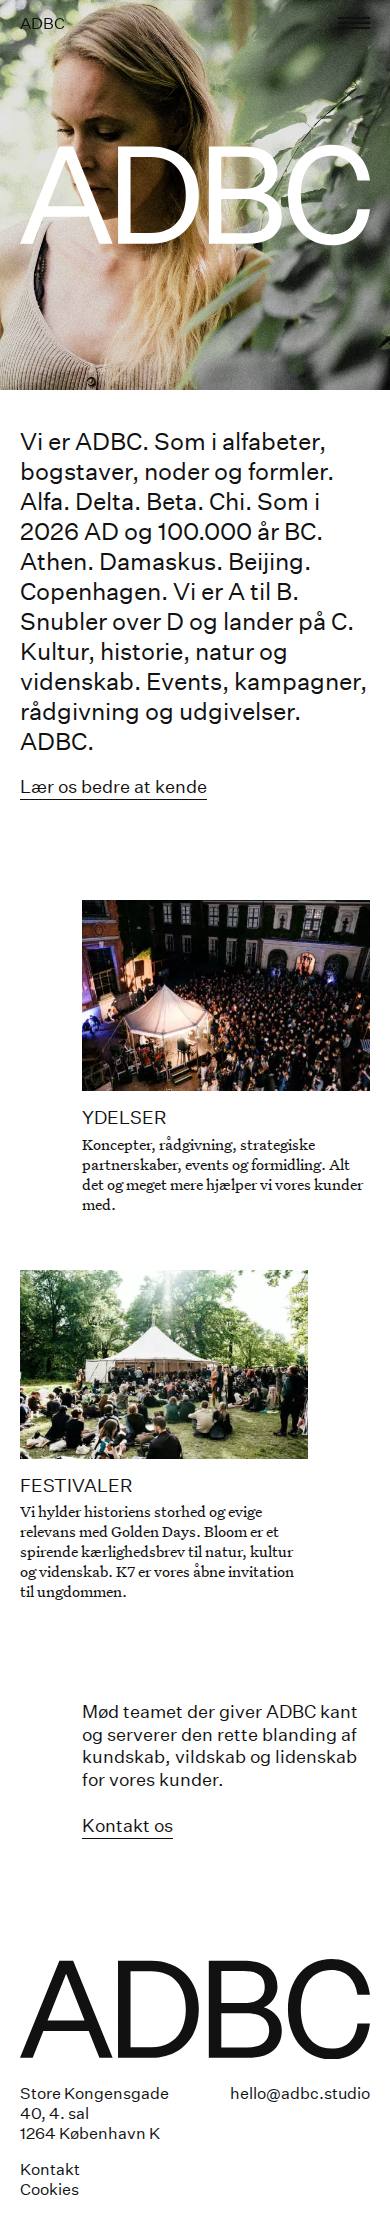 ADBC
ADBC
Vi er ADBC. Som i alfabeter,
bogstaver, noder og formler.
Alfa. Delta. Beta. Chi. Som i
2026 AD og 100.000 år BC.
Athen. Damaskus. Beijing.
Copenhagen. Vi er A til B.
Snubler over D og lander på C.
Kultur, historie, natur og
videnskab. Events, kampagner,
rådgivning og udgivelser.
ADBC.
Lær os bedre at kende
YDELSER
Koncepter, rådgivning, strategiske
partnerskaber, events og formidling. Alt
det og meget mere hjælper vi vores kunder
med.
FESTIVALER
Vi hylder historiens storhed og evige
relevans med Golden Days. Bloom er et
spirende kærlighedsbrev til natur, kultur
og videnskab. K7 er vores åbne invitation
til ungdommen.
Mød teamet der giver ADBC kant
og serverer den rette blanding af
kundskab, vildskab og lidenskab
for vores kunder.
Kontakt os
ADBC
Store Kongensgade
40, 4. sal
1264 København K
hello@adbc.studio
Kontakt
Cookies